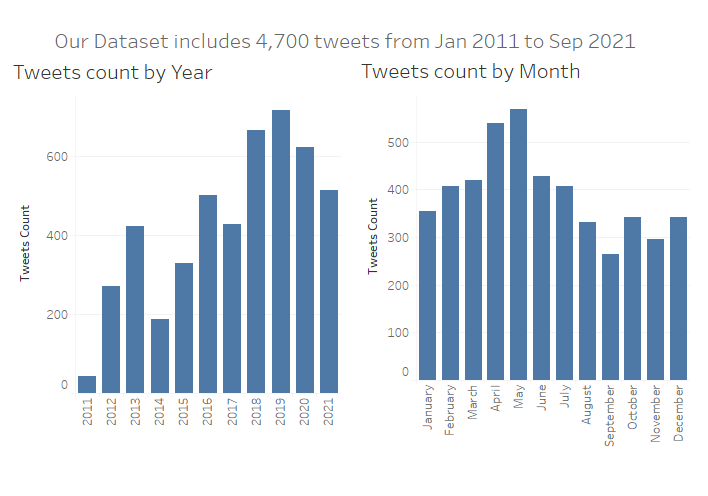 Our Dataset includes 4,700 tweets from Jan 2011 to Sep 2021
Tweets count by Year
Tweets Count
600
400
200
0
2011
2012
2013
2014
2015
2016
2017
2018
2019
2020
2021
Tweets count by Month
Tweets Count
500
400
300
200
100
0
January
February
March
April
May
June
July
August
September
October
November
December